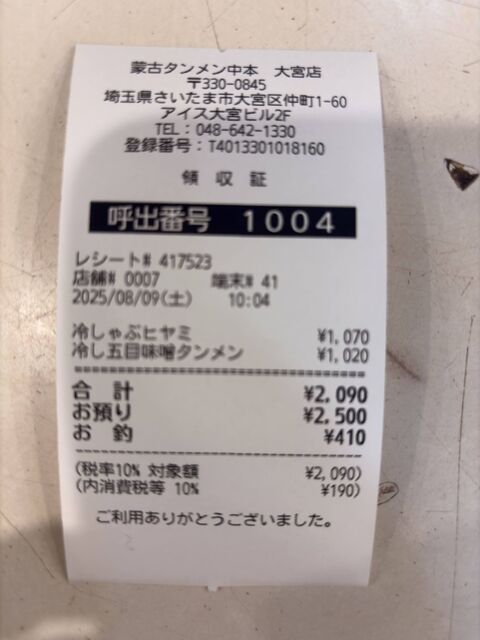 蒙古タンメン中本 大宮店
〒330-0845
埼玉県さいたま市大宮区仲町1-60
アイス大宮ビル2F
TEL：048-642-1330
登録番号：T4013301018160
領 収 証
呼出番号 1004
レシート# 417523
店舗# 0007 端末# 41
2025/08/09(土) 10:04
冷しゃぶヒヤミ ¥1,070
冷し五目味噌タンメン ¥1,020
合 計 ¥2,090
お預り ¥2,500
お 釣 ¥410
(税率10% 対象額 ¥2,090)
(内消費税等 10% ¥190)
ご利用ありがとうございました。